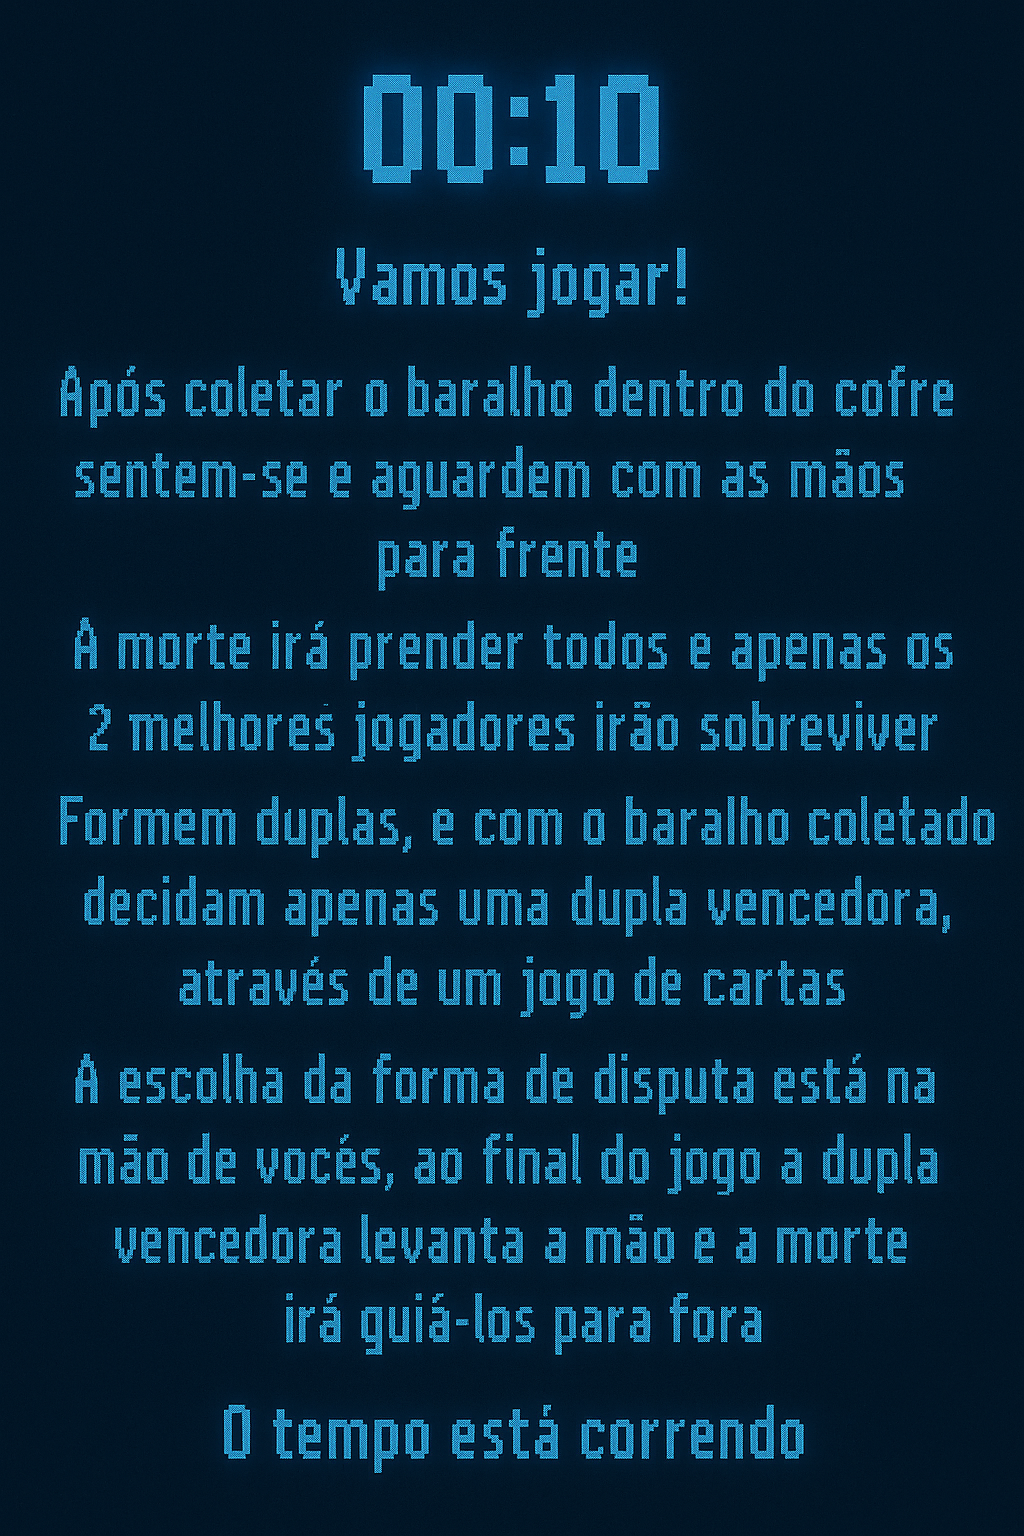 00:10
Vamos jogar!
Após coletar o baralho dentro do cofre
sentem-se e aguardem com as mãos
para frente
À morte irá prender todos e apenas os
2 melhores jogadores irão sobreviver
Formem duplas, e com o baralho coletado
decidam apenas uma dupla vencedora,
através de um jogo de cartas
A escolha da forma de disputa está na
mão de vocés, ao final do jogo a dupla
vencedora levanta a mão e a morte
irá guiá-los para fora
O tempo está correndo